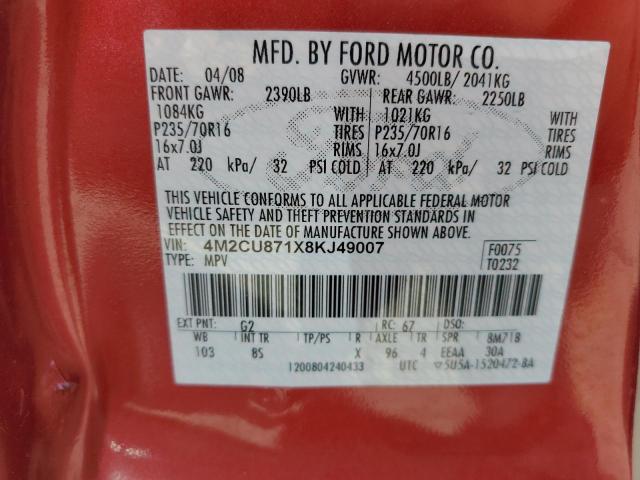 MFD. BY FORD MOTOR CO.
DATE: 04/08 GVWR: 4500LB/ 2041KG
FRONT GAWR: 2390LB REAR GAWR: 2250LB
1084KG WITH 1021KG WITH
P235/70R16 TIRES P235/70R16 TIRES
16x7.0J RIMS 16x7.0J RIMS
AT 220 kPa/ 32 PSI COLD AT 220 kPa/ 32 PSI COLD
THIS VEHICLE CONFORMS TO ALL APPLICABLE FEDERAL MOTOR
VEHICLE SAFETY AND THEFT PREVENTION STANDARDS IN
EFFECT ON THE DATE OF MANUFACTURE SHOWN ABOVE.
VIN: 4M2CU871X8KJ49007 F0075
TYPE: MPV T0232
EXT PNT: G2 RC: 67 DSO:
WB INT TR TP/PS R AXLE TR SPR 8M71B
103 8S X 96 4 EEAA 30A
1200804240433 UTC 5U5A-1520472-BA